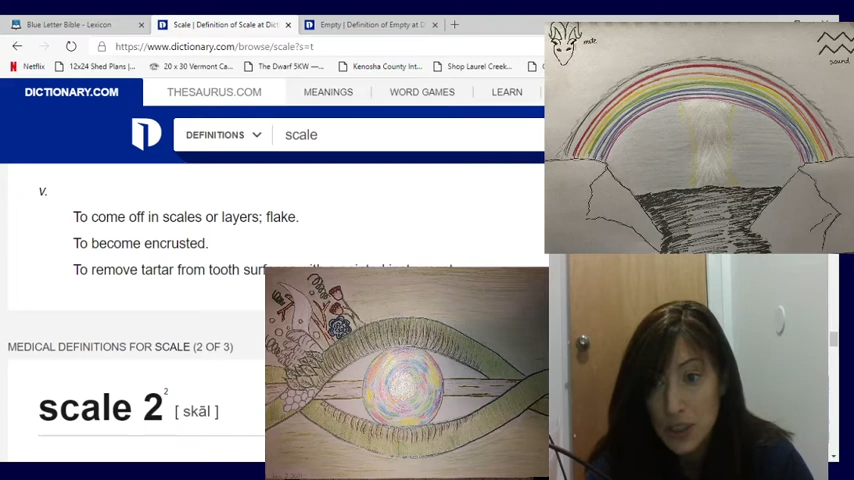 Blue Letter Bible - Lexicon
Scale | Definition of Scale at Dict
Empty | Definition of Empty at D
https://www.dictionary.com/browse/scale?s=t
Netflix
12x24 Shed Plans | ...
20 x 30 Vermont Ca...
The Dwarf 5KW —...
Kenosha County Int...
Shop Laurel Creek...
DICTIONARY.COM
THESAURUS.COM
MEANINGS
WORD GAMES
LEARN
DEFINITIONS
scale
v.
To come off in scales or layers; flake.
To become encrusted.
To remove tartar from tooth
MEDICAL DEFINITIONS FOR SCALE (2 OF 3)
scale 2 2 [ skāl ]
sound